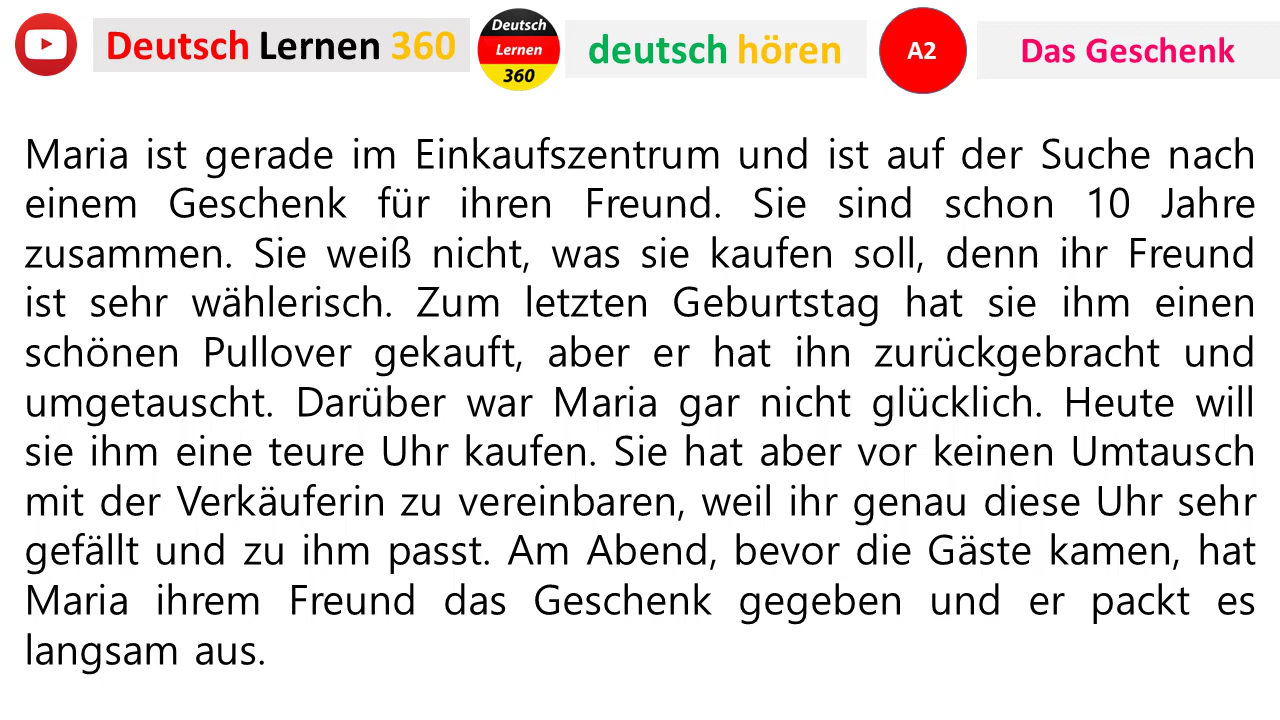 Deutsch Lernen 360
Deutsch
Lernen
360
deutsch hören
A2
Das Geschenk
Maria ist gerade im Einkaufszentrum und ist auf der Suche nach
einem Geschenk für ihren Freund. Sie sind schon 10 Jahre
zusammen. Sie weiß nicht, was sie kaufen soll, denn ihr Freund
ist sehr wählerisch. Zum letzten Geburtstag hat sie ihm einen
schönen Pullover gekauft, aber er hat ihn zurückgebracht und
umgetauscht. Darüber war Maria gar nicht glücklich. Heute will
sie ihm eine teure Uhr kaufen. Sie hat aber vor keinen Umtausch
mit der Verkäuferin zu vereinbaren, weil ihr genau diese Uhr sehr
gefällt und zu ihm passt. Am Abend, bevor die Gäste kamen, hat
Maria ihrem Freund das Geschenk gegeben und er packt es
langsam aus.